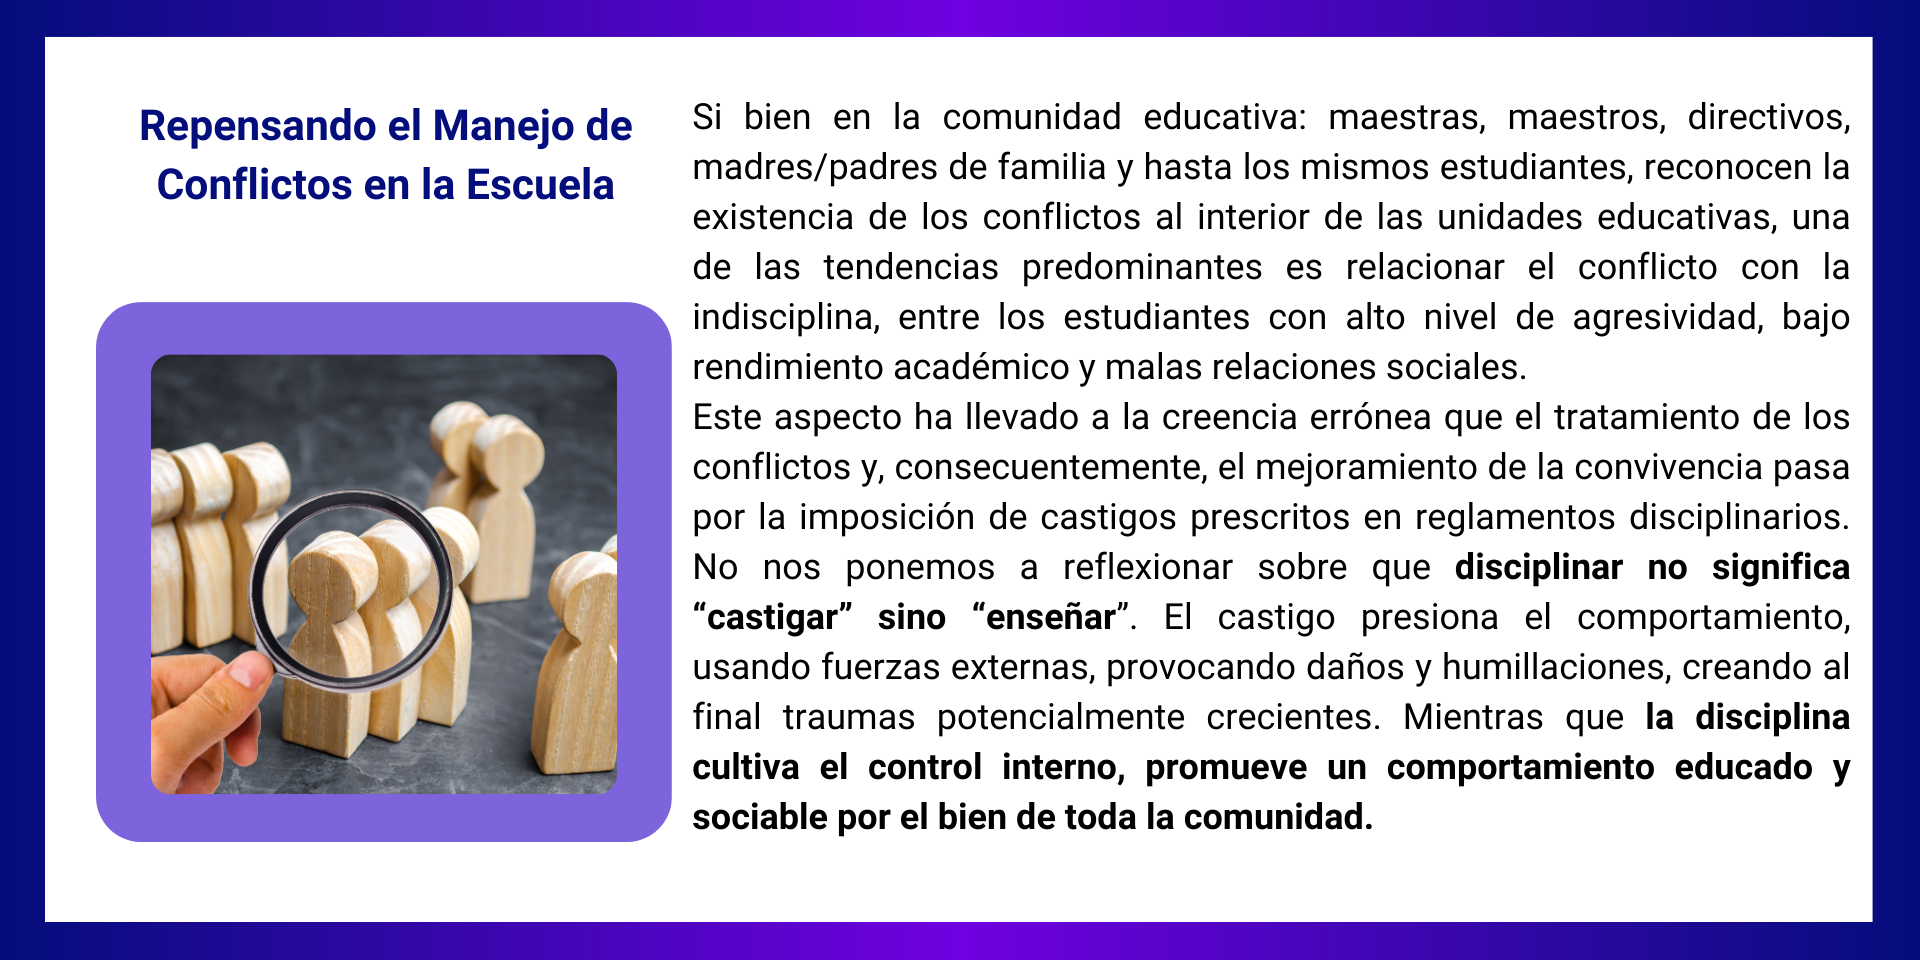 Repensando el Manejo de
Conflictos en la Escuela
Si bien en la comunidad educativa: maestras, maestros, directivos,
madres/padres de familia y hasta los mismos estudiantes, reconocen la
existencia de los conflictos al interior de las unidades educativas, una
de las tendencias predominantes es relacionar el conflicto con la
indisciplina, entre los estudiantes con alto nivel de agresividad, bajo
rendimiento académico y malas relaciones sociales.
Este aspecto ha llevado a la creencia errónea que el tratamiento de los
conflictos y, consecuentemente, el mejoramiento de la convivencia pasa
por la imposición de castigos prescritos en reglamentos disciplinarios.
No nos ponemos a reflexionar sobre que disciplinar no significa
“castigar” sino “enseñar”. El castigo presiona el comportamiento,
usando fuerzas externas, provocando daños y humillaciones, creando al
final traumas potencialmente crecientes. Mientras que la disciplina
cultiva el control interno, promueve un comportamiento educado y
sociable por el bien de toda la comunidad.